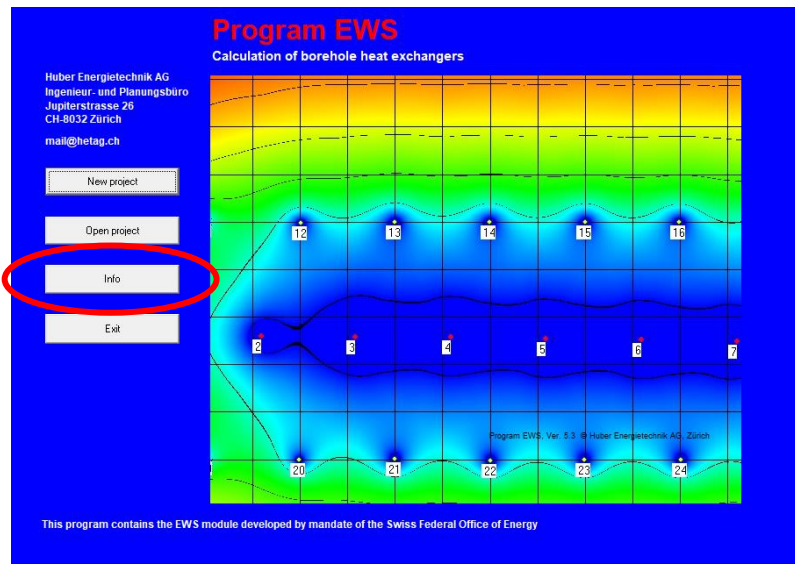 Program EWS
Calculation of borehole heat exchangers
Huber Energietechnik AG
Ingenieur- und Planungsbüro
Jupiterstrasse 26
CH-8032 Zürich
mail@hetag.ch
New project
Open project
Info
Exit
12 13 14 15 16
2 3 4 5 6 7
Program EWS, Ver. 5.3 © Huber Energietechnik AG, Zürich
20 21 22 23 24
This program contains the EWS module developed by mandate of the Swiss Federal Office of Energy